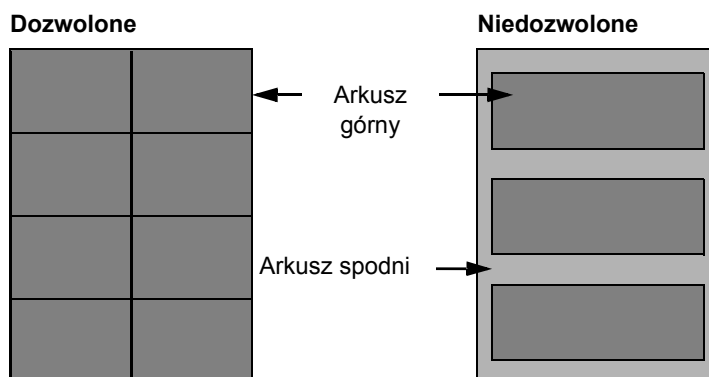 Dozwolone
Niedozwolone
Arkusz
górny
Arkusz spodni